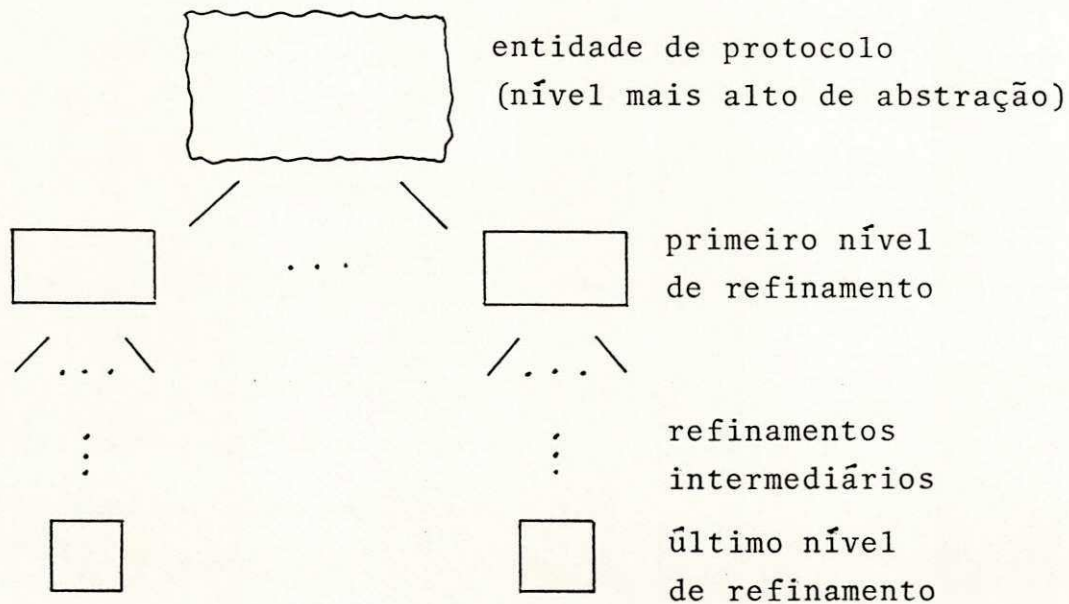 entidade de protocolo
(nível mais alto de abstração)
primeiro nível
de refinamento
refinamentos
intermediários
último nível
de refinamento